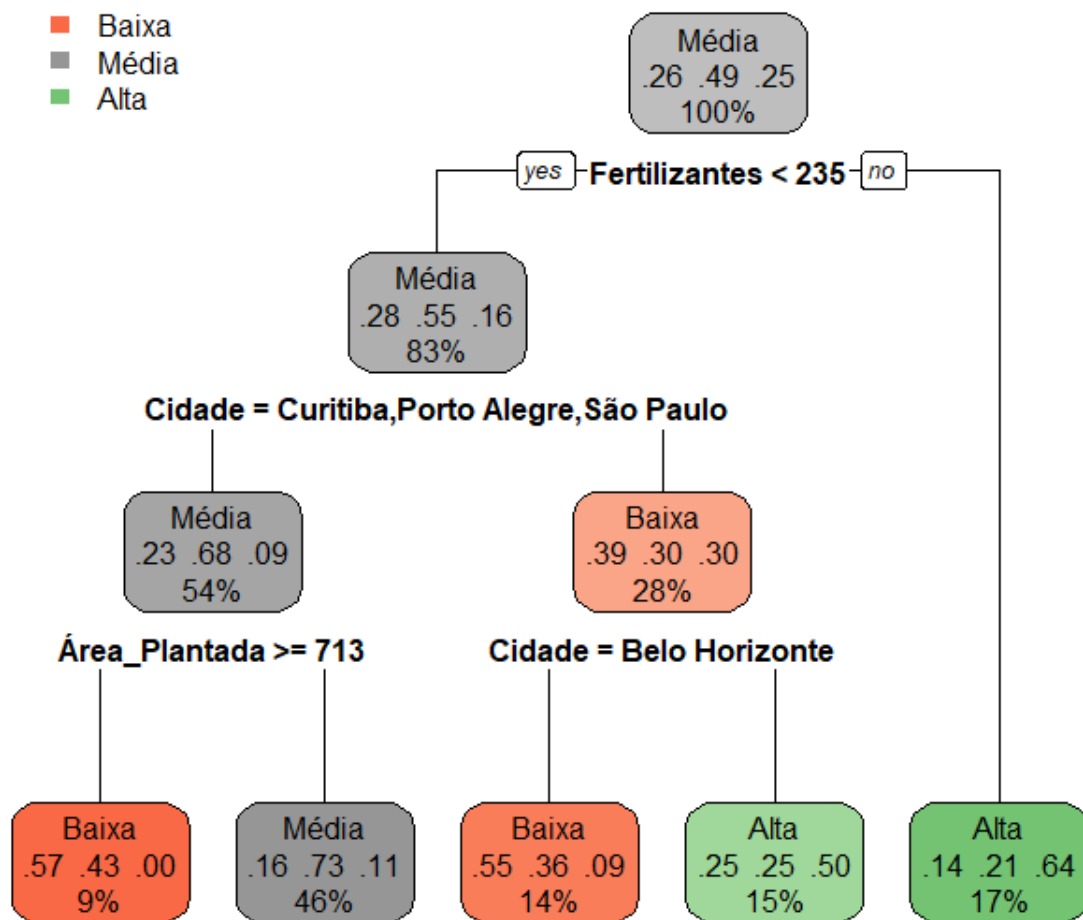 Baixa
Média
Alta
Média
.26 .49 .25
100%
yes Fertilizantes < 235 no
Média
.28 .55 .16
83%
Cidade = Curitiba,Porto Alegre,São Paulo
Média
.23 .68 .09
54%
Baixa
.39 .30 .30
28%
Área_Plantada >= 713
Cidade = Belo Horizonte
Baixa
.57 .43 .00
9%
Média
.16 .73 .11
46%
Baixa
.55 .36 .09
14%
Alta
.25 .25 .50
15%
Alta
.14 .21 .64
17%